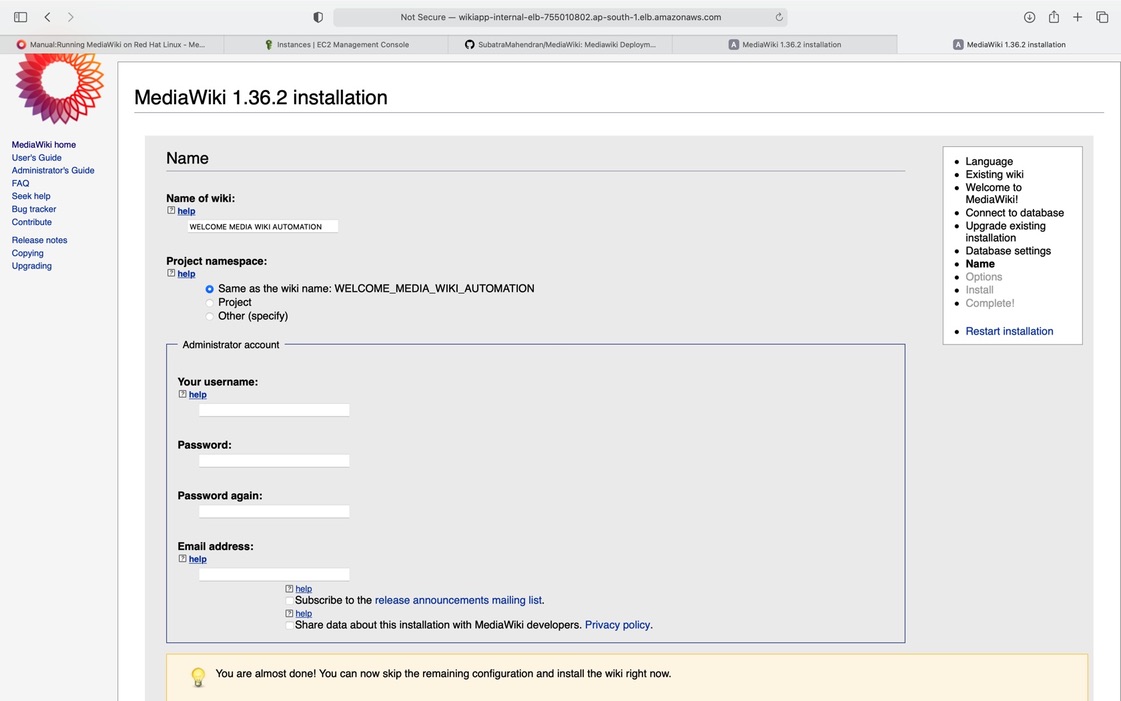 Not Secure — wikiapp-internal-elb-755010802.ap-south-1.elb.amazonaws.com
Manual:Running MediaWiki on Red Hat Linux - Me...
Instances | EC2 Management Console
SubatraMahendran/MediaWiki: Mediawiki Deploym...
A MediaWiki 1.36.2 installation
A MediaWiki 1.36.2 installation
MediaWiki home
User's Guide
Administrator's Guide
FAQ
Seek help
Bug tracker
Contribute
Release notes
Copying
Upgrading
MediaWiki 1.36.2 installation
Name
Name of wiki:
? help
WELCOME MEDIA WIKI AUTOMATION
Project namespace:
? help
Same as the wiki name: WELCOME_MEDIA_WIKI_AUTOMATION
Project
Other (specify)
Administrator account
Your username:
? help
Password:
Password again:
Email address:
? help
? help
Subscribe to the release announcements mailing list.
? help
Share data about this installation with MediaWiki developers. Privacy policy.
You are almost done! You can now skip the remaining configuration and install the wiki right now.
Language
Existing wiki
Welcome to
MediaWiki!
Connect to database
Upgrade existing
installation
Database settings
Name
Options
Install
Complete!
Restart installation